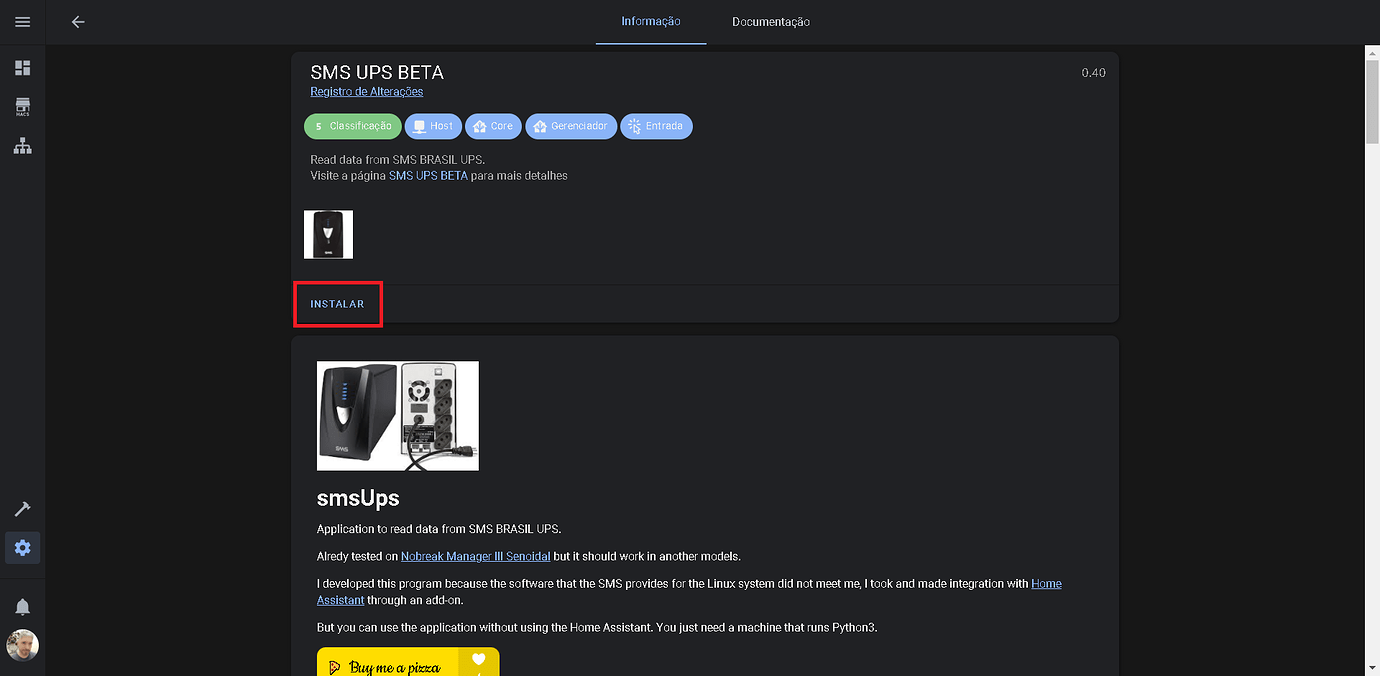 Informação
Documentação
HACS
SMS UPS BETA
0.40
Registro de Alterações
5 Classificação
Host
Core
Gerenciador
Entrada
Read data from SMS BRASIL UPS.
Visite a página SMS UPS BETA para mais detalhes
INSTALAR
SMS
smsUps
Application to read data from SMS BRASIL UPS.
Alredy tested on Nobreak Manager III Senoidal but it should work in another models.
I developed this program because the software that the SMS provides for the Linux system did not meet me, I took and made integration with Home
Assistant through an add-on.
But you can use the application without using the Home Assistant. You just need a machine that runs Python3.
Buy me a pizza